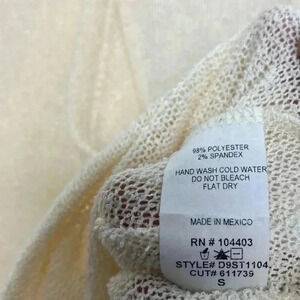 98% POLYESTER
2% SPANDEX
HAND WASH COLD WATER
DO NOT BLEACH
FLAT DRY
MADE IN MEXICO
RN # 104403
STYLE# D9ST1104
CUT# 611739
S